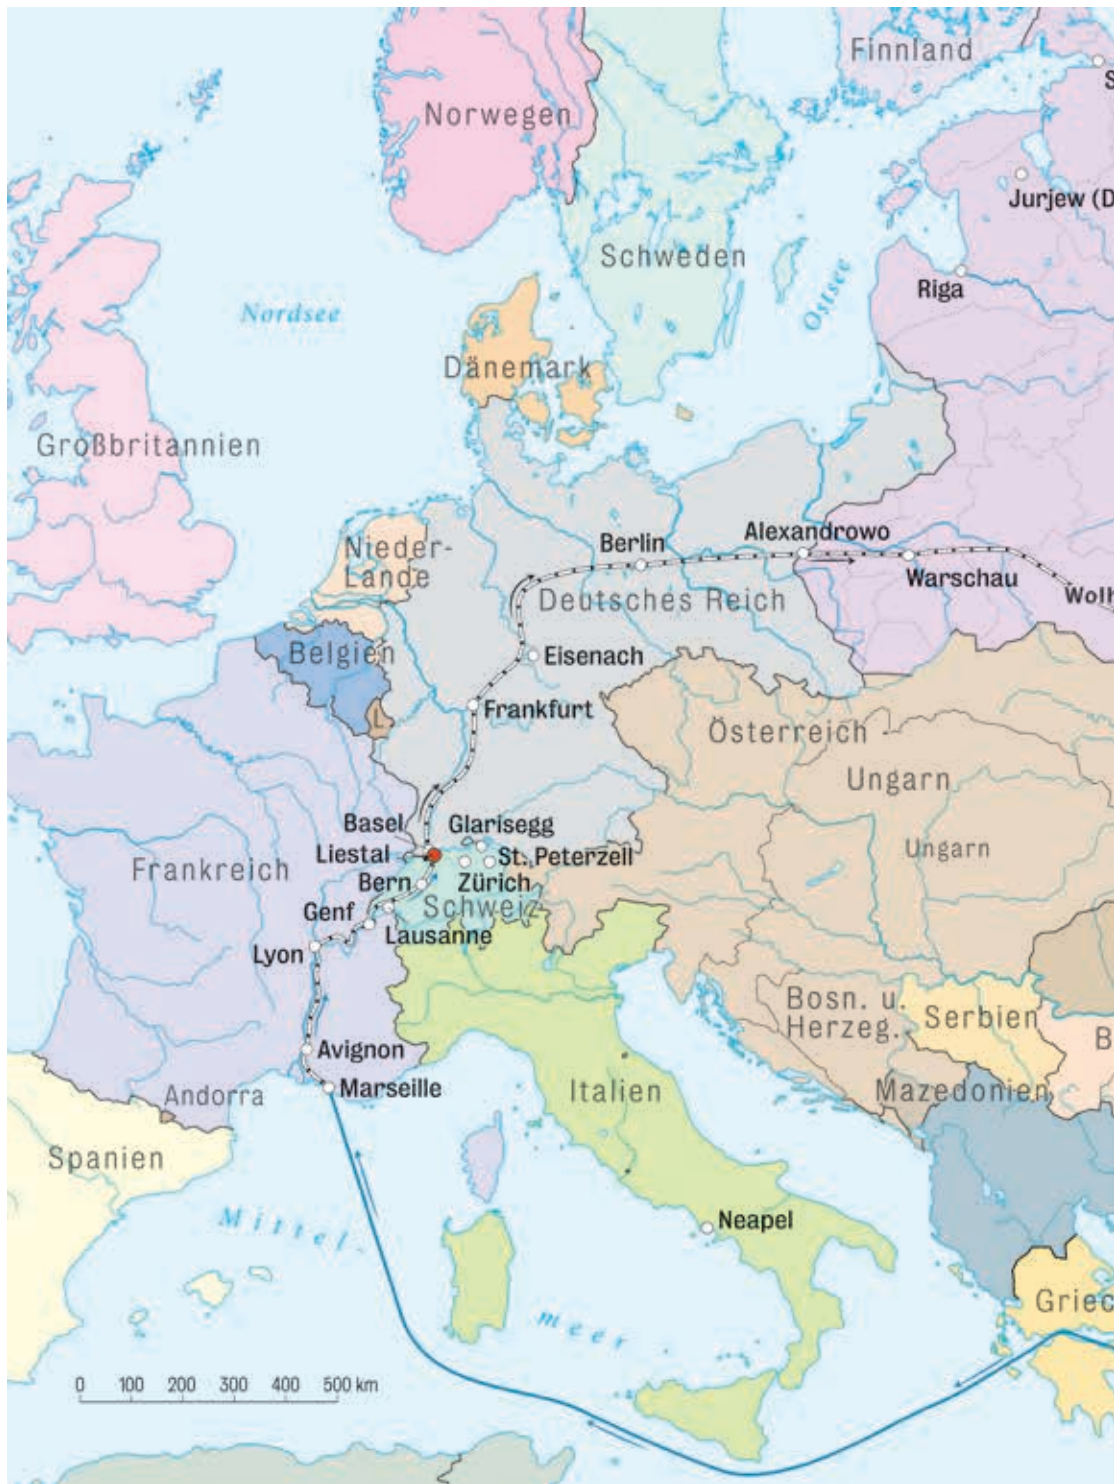 Finnland
S
Norwegen
Jurjew (D
Schweden
Ostsee
Riga
Nordsee
Dänemark
Großbritannien
Alexandrowo
Berlin
Nieder-
Lande
Warschau
Deutsches Reich
Wolh
Belgien
Eisenach
L.
Frankfurt
Österreich
Ungarn
Basel
Glarisegg
Liestal
St. Peterzell
Ungarn
Frankreich
Bern
Zürich
Schweiz
Genf
Lausanne
Lyon
Bosn. u.
Herzeg.
Serbien
B
Avignon
Marseille
Andorra
Italien
Mazedonien
Spanien
Mittel-
Neapel
meer
Griec
0 100 200 300 400 500 km